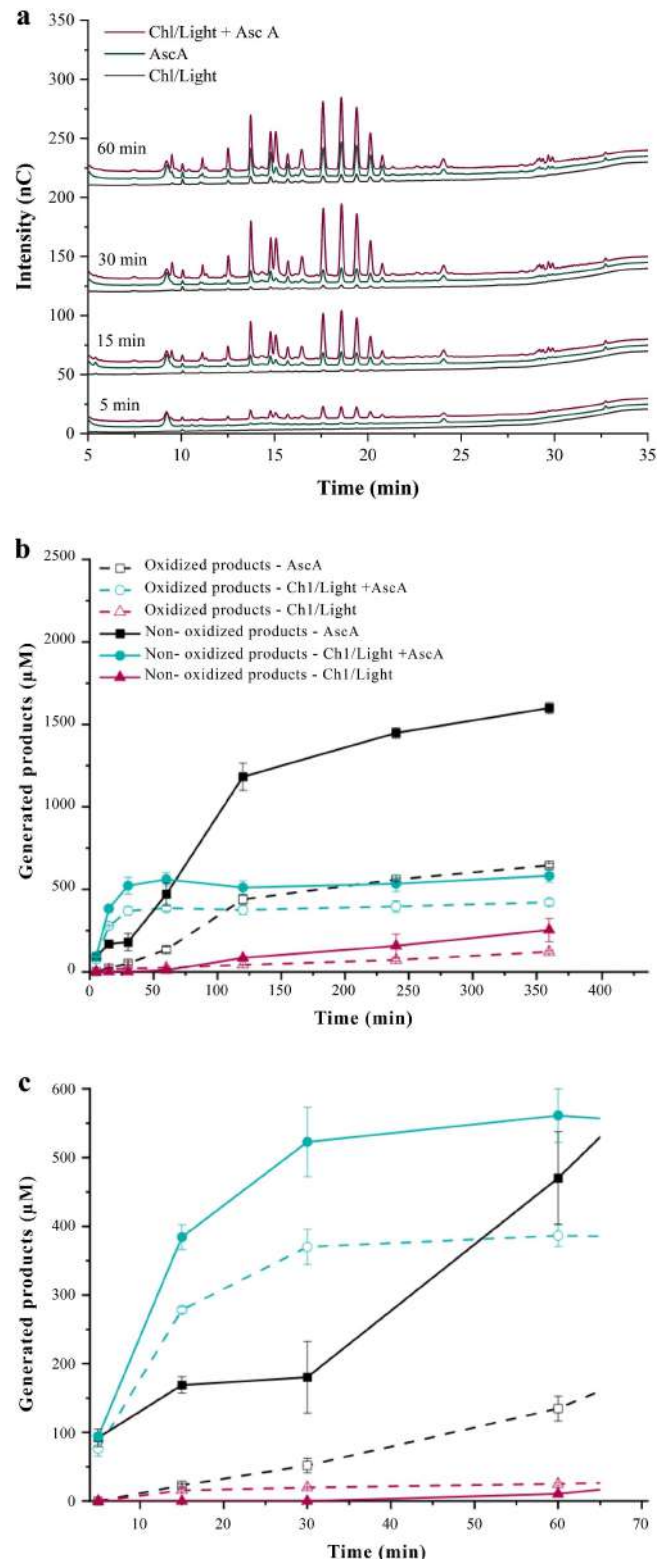 a
350
Chl/Light + Asc A
AscA
Chl/Light
300
250
60 min
200
150
30 min
100
15 min
50
5 min
0
5 10 15 20 25 30 35
Intensity (nC)
Time (min)
b
2500
Oxidized products - AscA
Oxidized products - Ch1/Light +AscA
Oxidized products - Ch1/Light
Non- oxidized products - AscA
Non- oxidized products - Ch1/Light +AscA
Non- oxidized products - Ch1/Light
2000
1500
1000
500
0
0 50 100 150 200 250 300 350 400
Generated products (µM)
Time (min)
c
600
500
400
300
200
100
0
10 20 30 40 50 60 70
Generated products (µM)
Time (min)